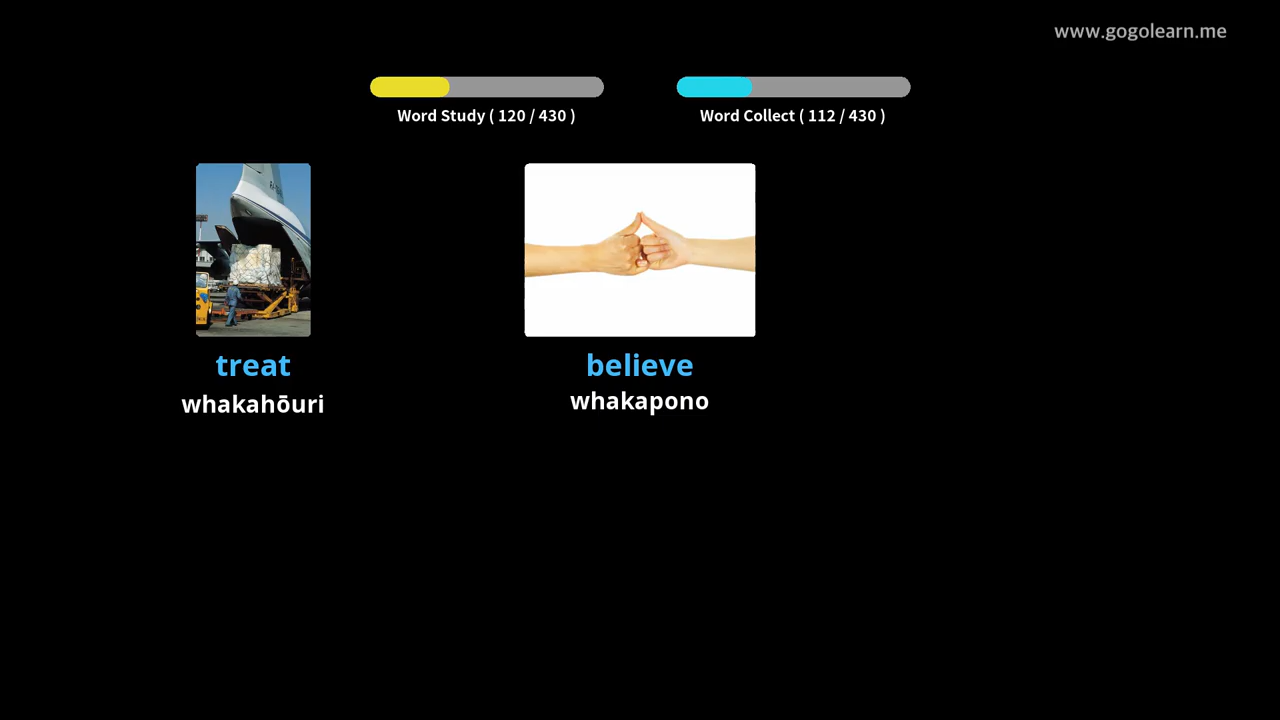 www.gogolearn.me
Word Study ( 120 / 430 )
Word Collect ( 112 / 430 )
treat
whakahōuri
believe
whakapono